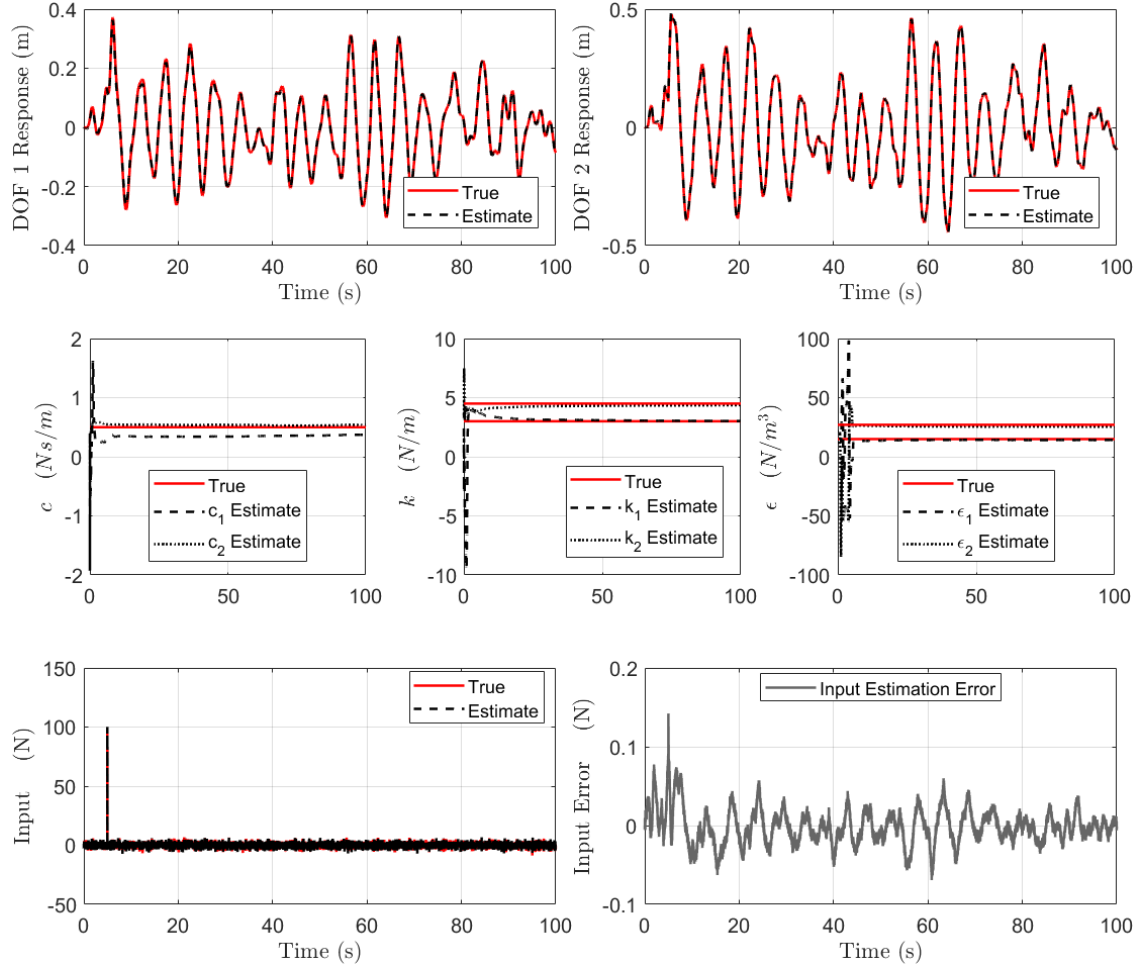 DOF 1 Response (m)
0.4
0.2
0
-0.2
-0.4
0 20 40 60 80 100
Time (s)
True
Estimate
DOF 2 Response (m)
0.5
0
-0.5
0 20 40 60 80 100
Time (s)
True
Estimate
c (Ns/m)
2
1
0
-1
-2
0 50 100
True
c₁ Estimate
c₂ Estimate
k (N/m)
10
5
0
-5
-10
0 50 100
True
k₁ Estimate
k₂ Estimate
ϵ (N/m³)
100
50
0
-50
-100
0 50 100
True
ϵ₁ Estimate
ϵ₂ Estimate
Input (N)
150
100
50
0
-50
0 20 40 60 80 100
Time (s)
True
Estimate
Input Error (N)
0.2
0.1
0
-0.1
0 20 40 60 80 100
Time (s)
Input Estimation Error